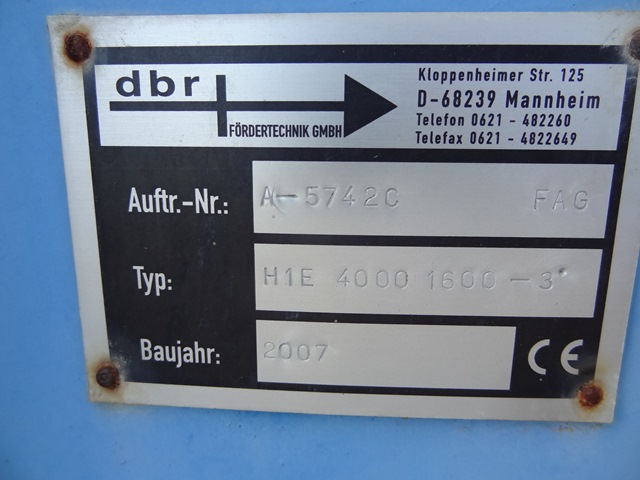 dbr
FÖRDERTECHNIK GMBH
Kloppenheimer Str. 125
D-68239 Mannheim
Telefon 0621 - 482260
Telefax 0621 - 4822649
Auftr.-Nr.: A-5742C FAG
Typ: H1E 4000 1600-3
Baujahr: 2007 CE